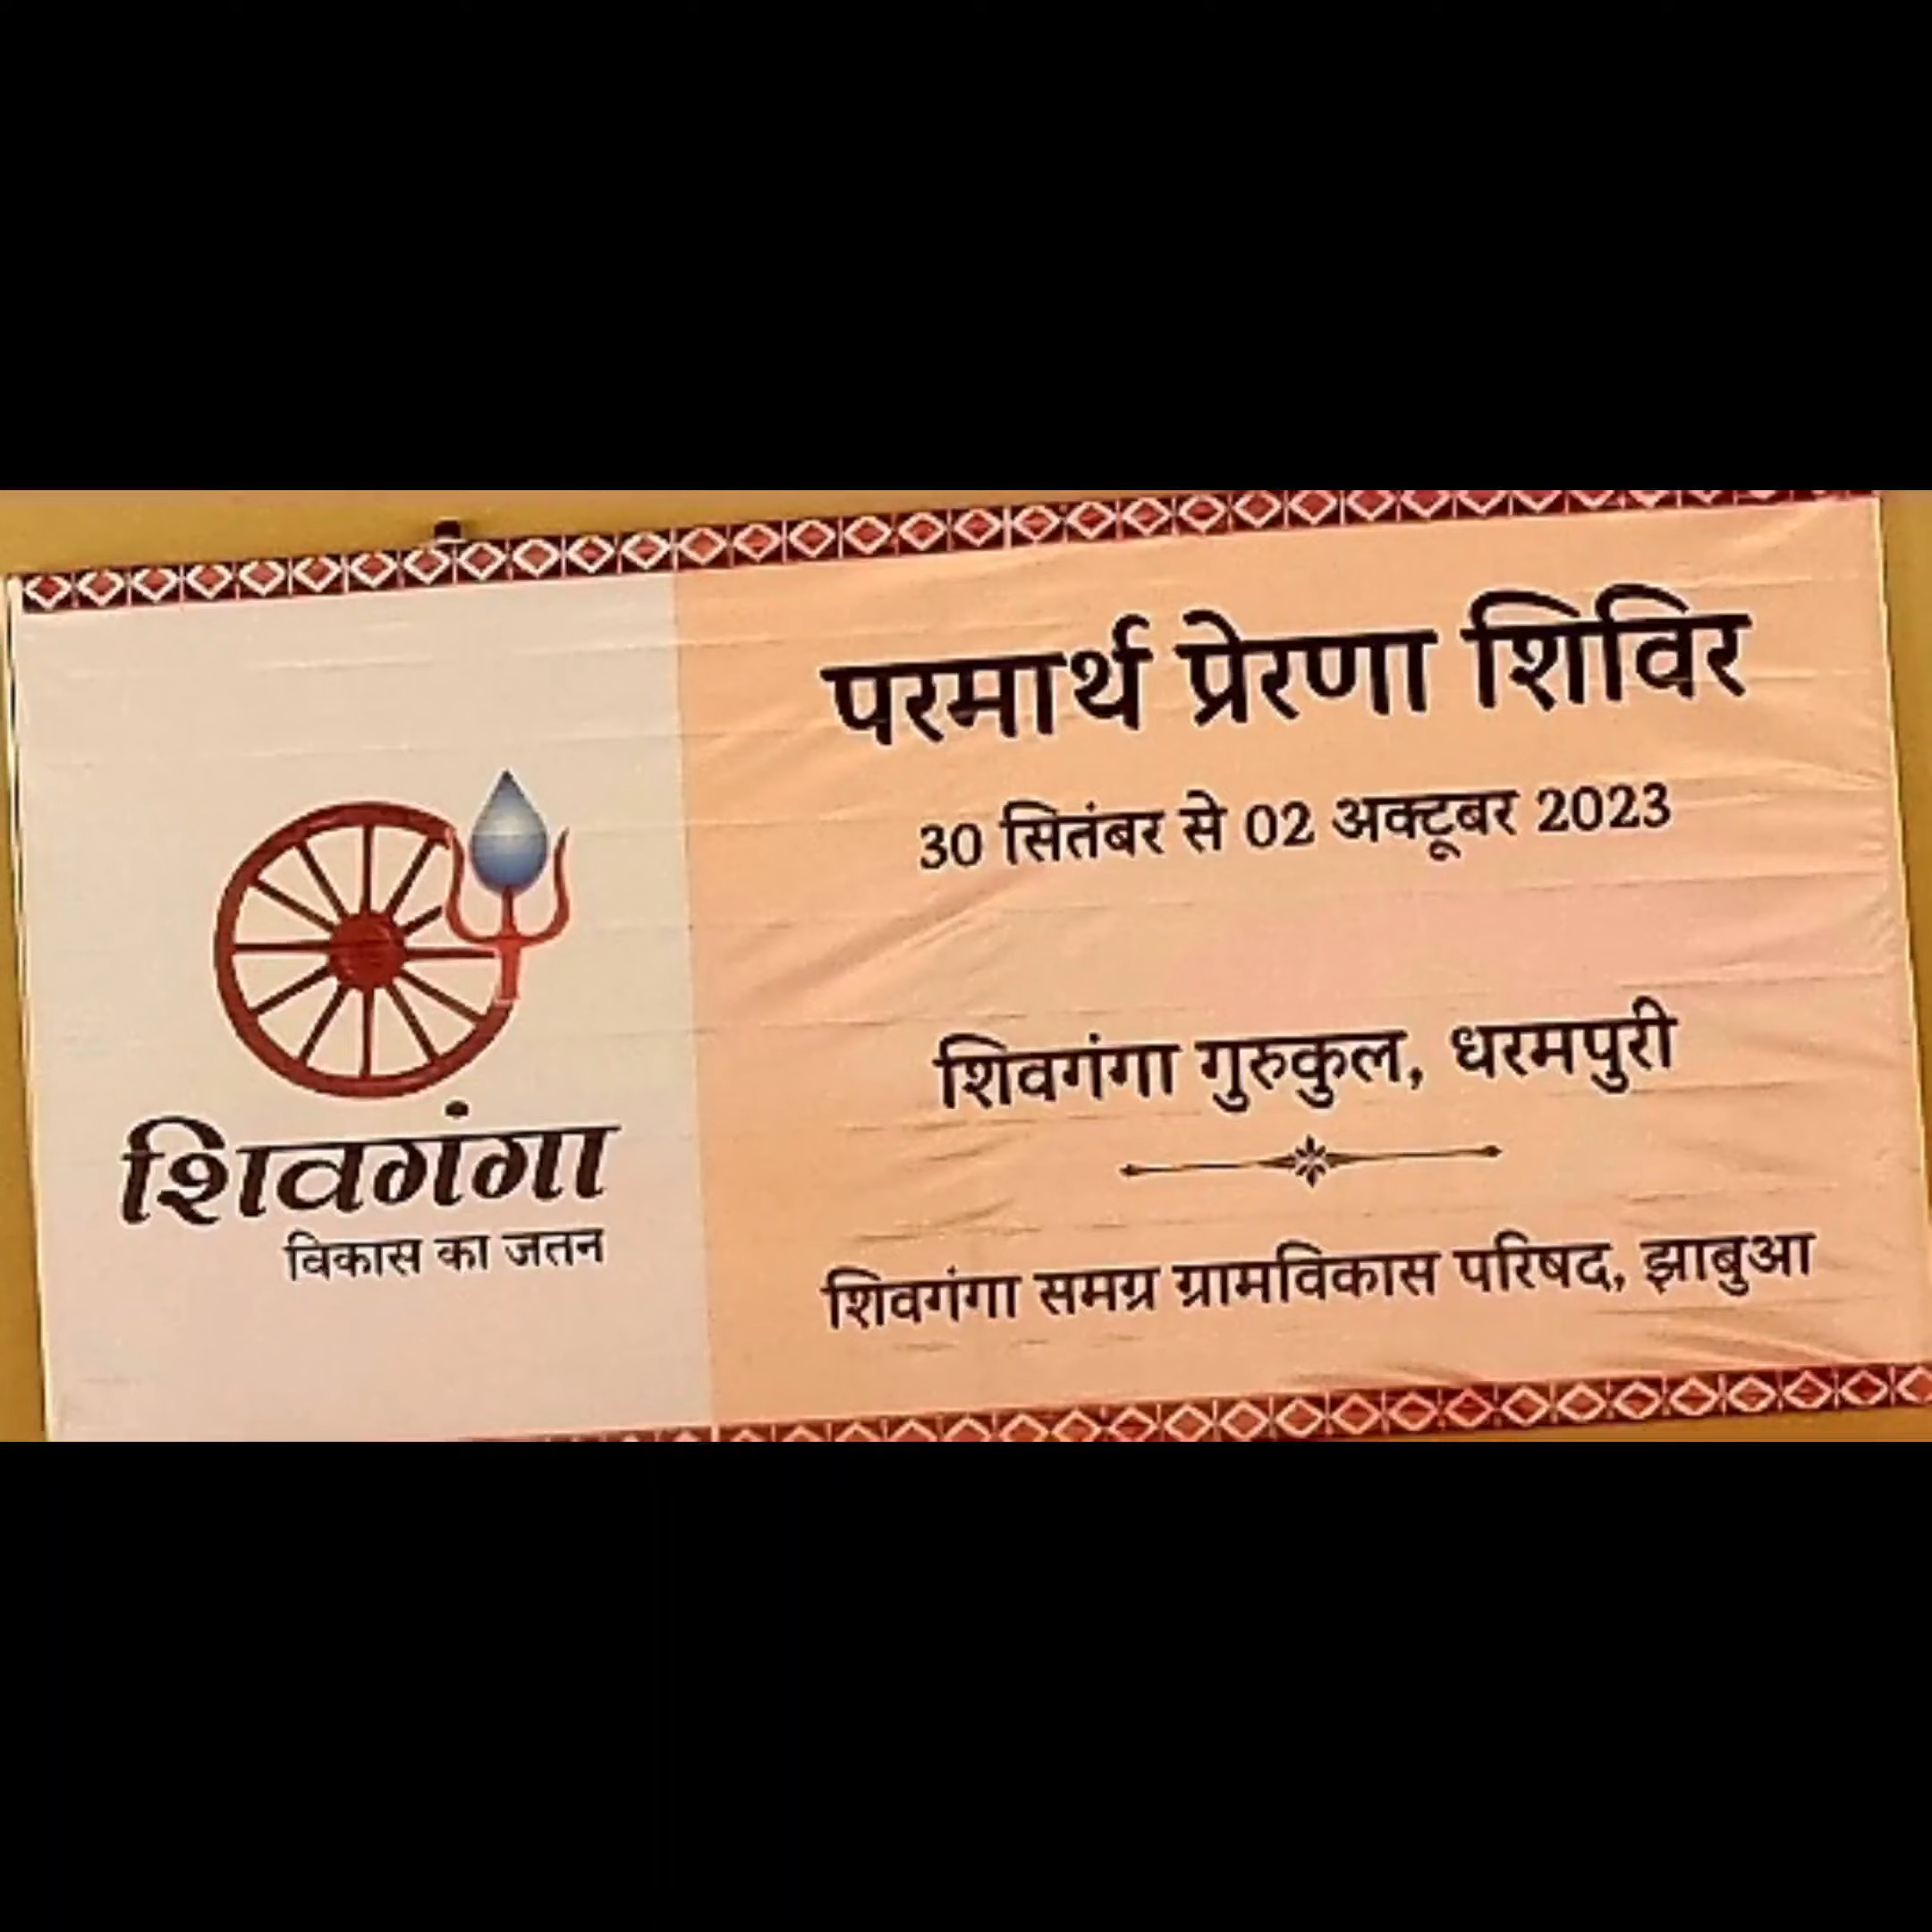 शिवगंगा
विकास का जतन
परमार्थ प्रेरणा शिविर
30 सितंबर से 02 अक्टूबर 2023
शिवगंगा गुरुकुल, धरमपुरी
शिवगंगा समग्र ग्रामविकास परिषद, झाबुआ